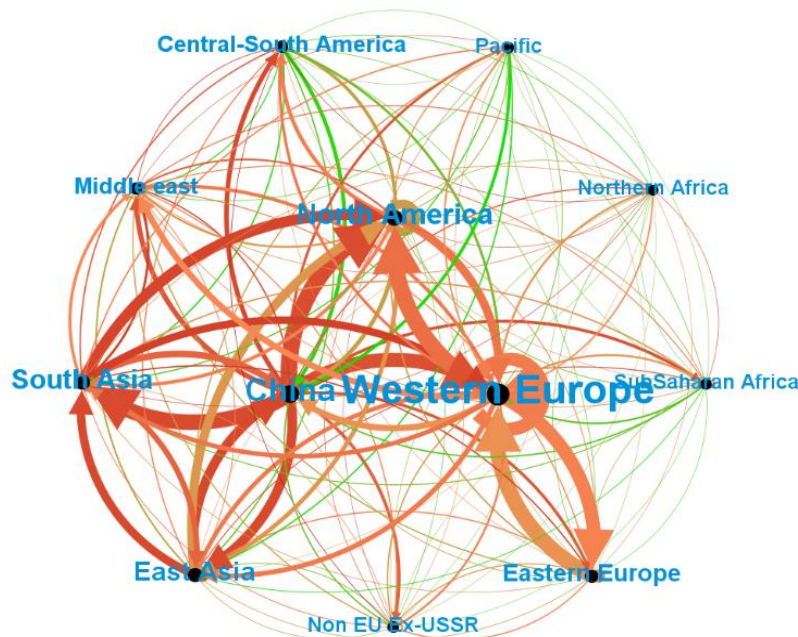 Central-South America
Pacific
Middle east
North America
Northern Africa
South Asia
China
Western Europe
SubSaharan Africa
East Asia
Eastern Europe
Non EU Ex-USSR